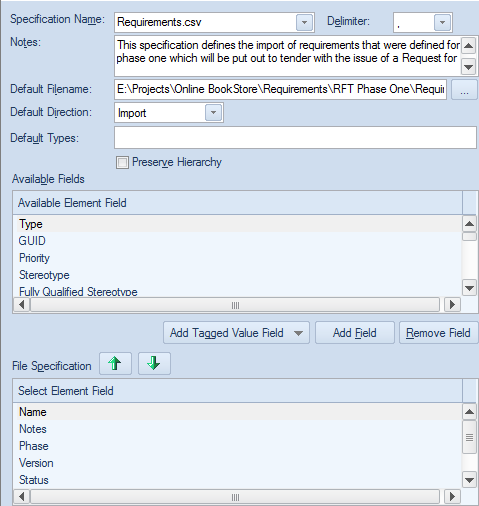 Specification Name: Requirements.csv Delimiter: ,
Notes: This specification defines the import of requirements that were defined for
phase one which will be put out to tender with the issue of a Request for
Default Filename: E:\Projects\Online BookStore\Requirements\RFT Phase One\Requir ...
Default Direction: Import
Default Types:
Preserve Hierarchy
Available Fields
Available Element Field
Type
GUID
Priority
Stereotype
Fully Qualified Stereotype
Add Tagged Value Field Add Field Remove Field
File Specification
Select Element Field
Name
Notes
Phase
Version
Status